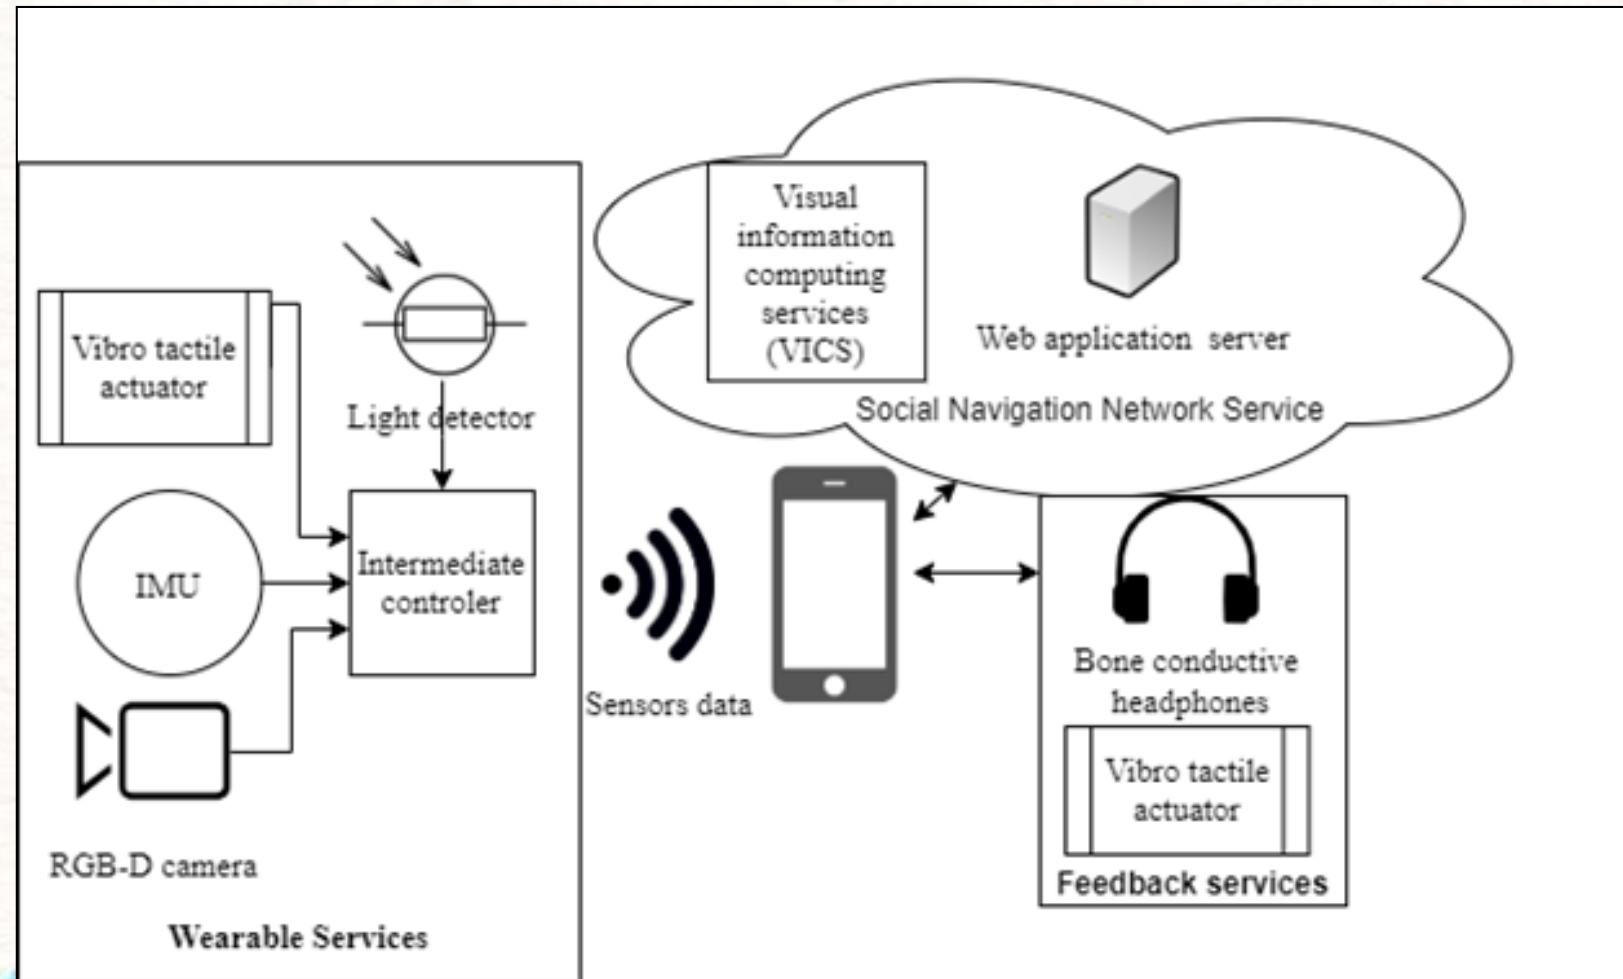 Vibro tactile
actuator
Light detector
IMU
Intermediate
controler
RGB-D camera
Wearable Services
Sensors data
Visual
information
computing
services
(VICS)
Web application server
Social Navigation Network Service
Bone conductive
headphones
Vibro tactile
actuator
Feedback services